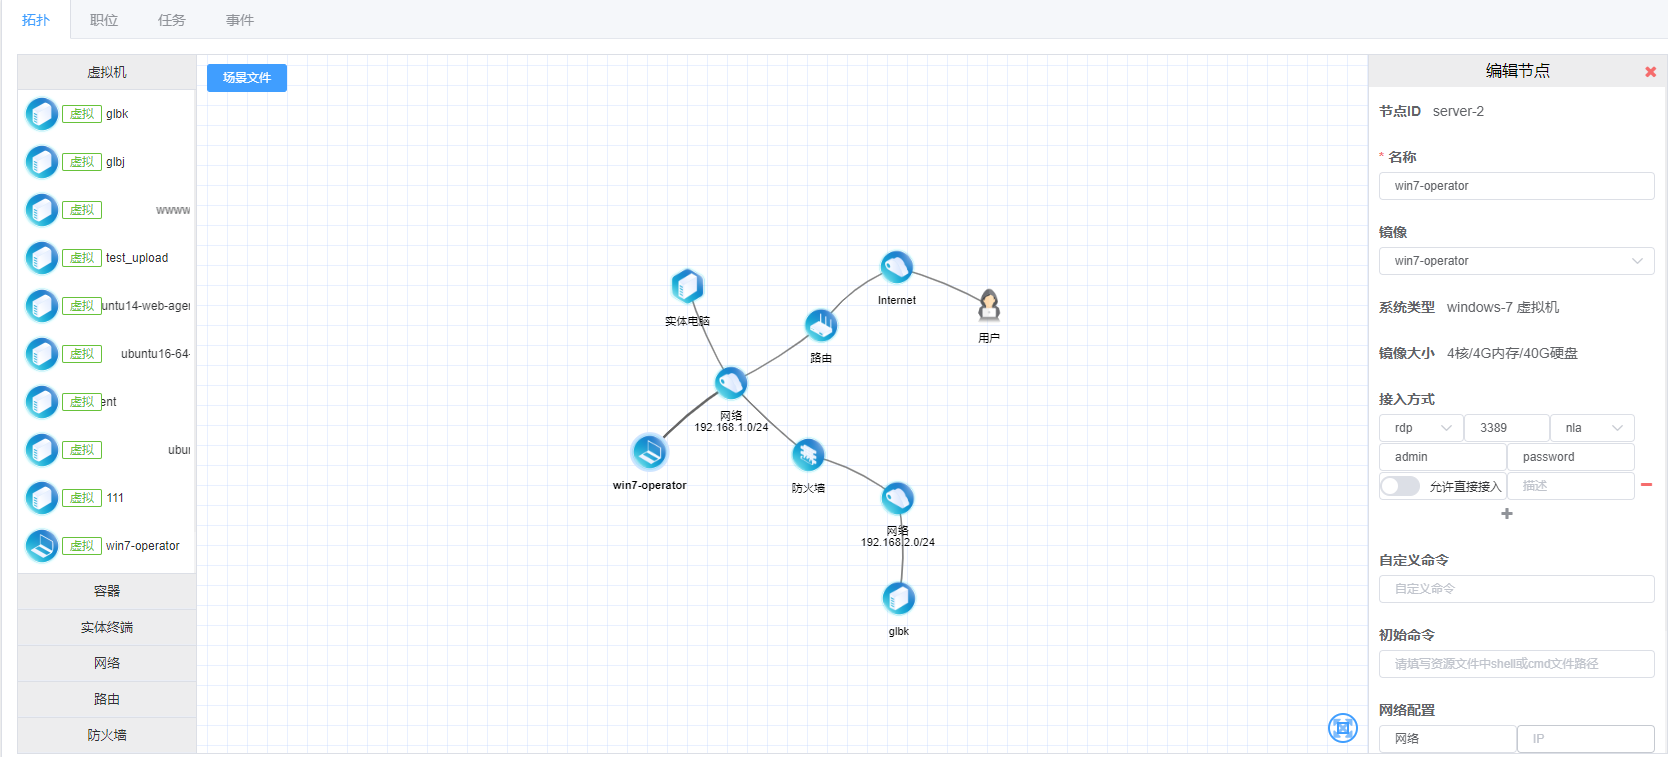 拓扑 职位 任务 事件
虚拟机
虚拟 glbk
虚拟 glbj
虚拟 wwww
虚拟 test_upload
虚拟 untu14-web-ager
虚拟 ubuntu16-64-
虚拟 ent
虚拟 ubur
虚拟 111
虚拟 win7-operator
容器
实体终端
网络
路由
防火墙
场景文件
Internet
用户
实体电脑
路由
网络
192.168.1.0/24
win7-operator
防火墙
网络
192.168.2.0/24
glbk
编辑节点
节点ID server-2
* 名称
win7-operator
镜像
win7-operator
系统类型 windows-7 虚拟机
镜像大小 4核/4G内存/40G硬盘
接入方式
rdp 3389 nla
admin password
允许直接接入 描述
自定义命令
自定义命令
初始命令
请填写资源文件中shell或cmd文件路径
网络配置
网络 IP